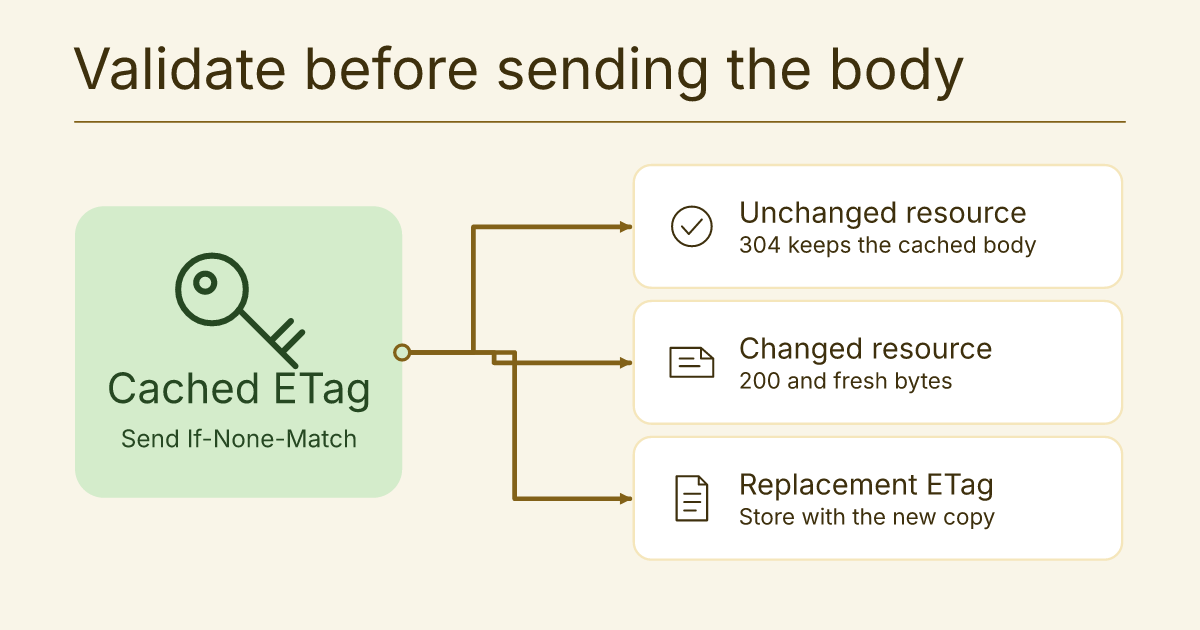 Validate before sending the body
Cached ETag
Send If-None-Match
Unchanged resource
304 keeps the cached body
Changed resource
200 and fresh bytes
Replacement ETag
Store with the new copy